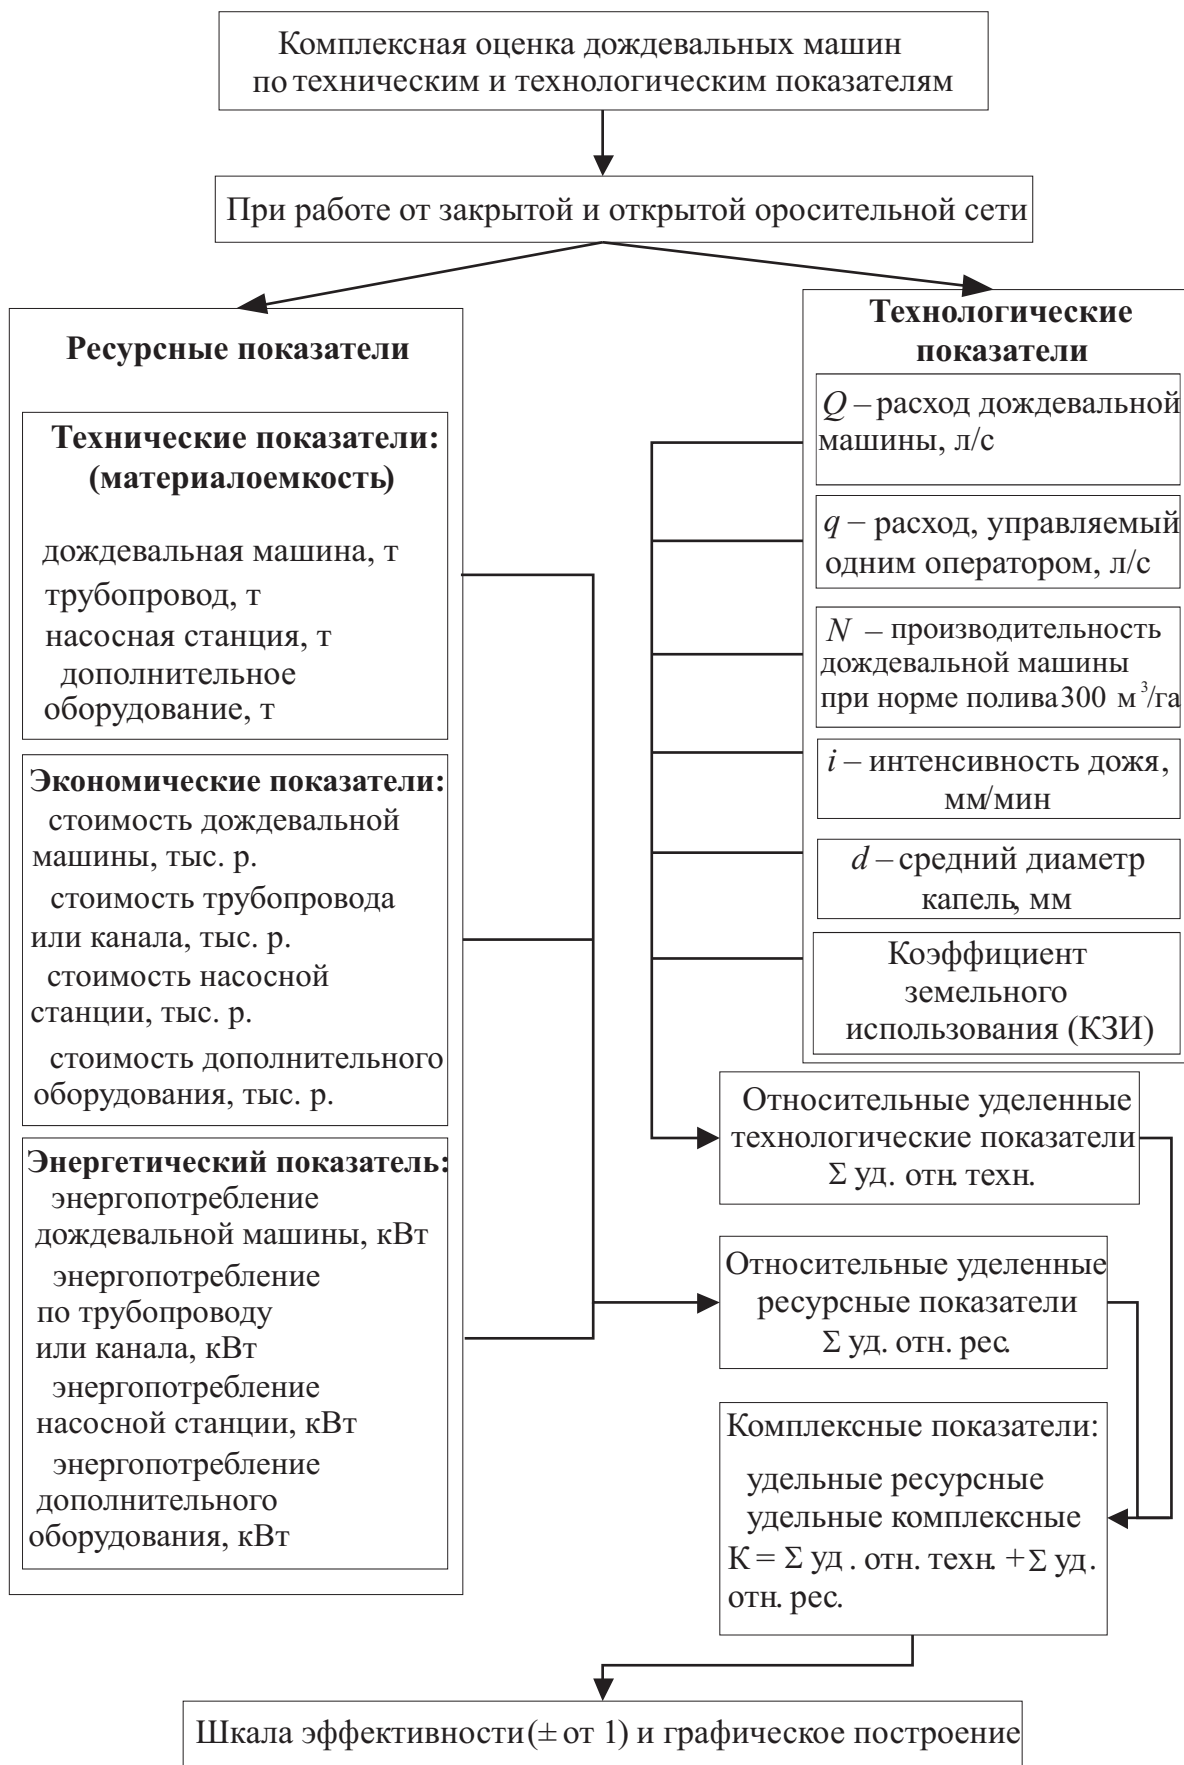 Комплексная оценка дождевальных машин
по техническим и технологическим показателям
При работе от закрытой и открытой оросительной сети
Ресурсные показатели
Технические показатели:
(материалоемкость)
дождевальная машина, т
трубопровод, т
насосная станция, т
дополнительное
оборудование, т
Экономические показатели:
стоимость дождевальной
машины, тыс. р.
стоимость трубопровода
или канала, тыс. р.
стоимость насосной
станции, тыс. р.
стоимость дополнительного
оборудования, тыс. р.
Энергетический показатель:
энергопотребление
дождевальной машины, кВт
энергопотребление
по трубопроводу
или канала, кВт
энергопотребление
насосной станции, кВт
энергопотребление
дополнительного
оборудования, кВт
Технологические
показатели
Q – расход дождевальной
машины, л/с
q – расход, управляемый
одним оператором, л/с
N – производительность
дождевальной машины
при норме полива 300 м³/га
i – интенсивность дожя,
мм/мин
d – средний диаметр
капель, мм
Коэффициент
земельного
использования (КЗИ)
Относительные уделенные
технологические показатели
Σ уд. отн. техн.
Относительные уделенные
ресурсные показатели
Σ уд. отн. рес.
Комплексные показатели:
удельные ресурсные
удельные комплексные
К = Σ уд. отн. техн. + Σ уд.
отн. рес.
Шкала эффективности (± от 1) и графическое построение